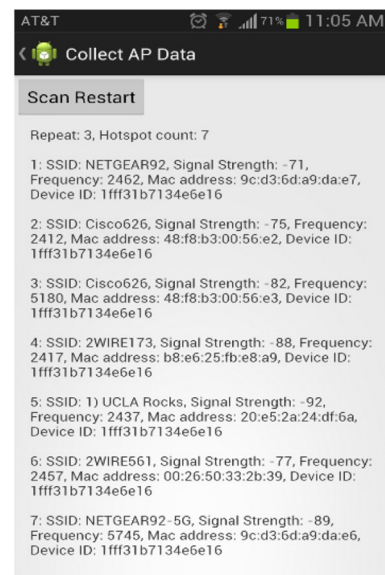 AT&T 71% 11:05 AM
Collect AP Data
Scan Restart
Repeat: 3, Hotspot count: 7
1: SSID: NETGEAR92, Signal Strength: -71,
Frequency: 2462, Mac address: 9c:d3:6d:a9:da:e7,
Device ID: 1fff31b7134e6e16
2: SSID: Cisco626, Signal Strength: -75, Frequency:
2412, Mac address: 48:f8:b3:00:56:e2, Device ID:
1fff31b7134e6e16
3: SSID: Cisco626, Signal Strength: -82, Frequency:
5180, Mac address: 48:f8:b3:00:56:e3, Device ID:
1fff31b7134e6e16
4: SSID: 2WIRE173, Signal Strength: -88, Frequency:
2417, Mac address: b8:e6:25:fb:e8:a9, Device ID:
1fff31b7134e6e16
5: SSID: 1) UCLA Rocks, Signal Strength: -92,
Frequency: 2437, Mac address: 20:e5:2a:24:df:6a,
Device ID: 1fff31b7134e6e16
6: SSID: 2WIRE561, Signal Strength: -77, Frequency:
2457, Mac address: 00:26:50:33:2b:39, Device ID:
1fff31b7134e6e16
7: SSID: NETGEAR92-5G, Signal Strength: -89,
Frequency: 5745, Mac address: 9c:d3:6d:a9:da:e6,
Device ID: 1fff31b7134e6e16